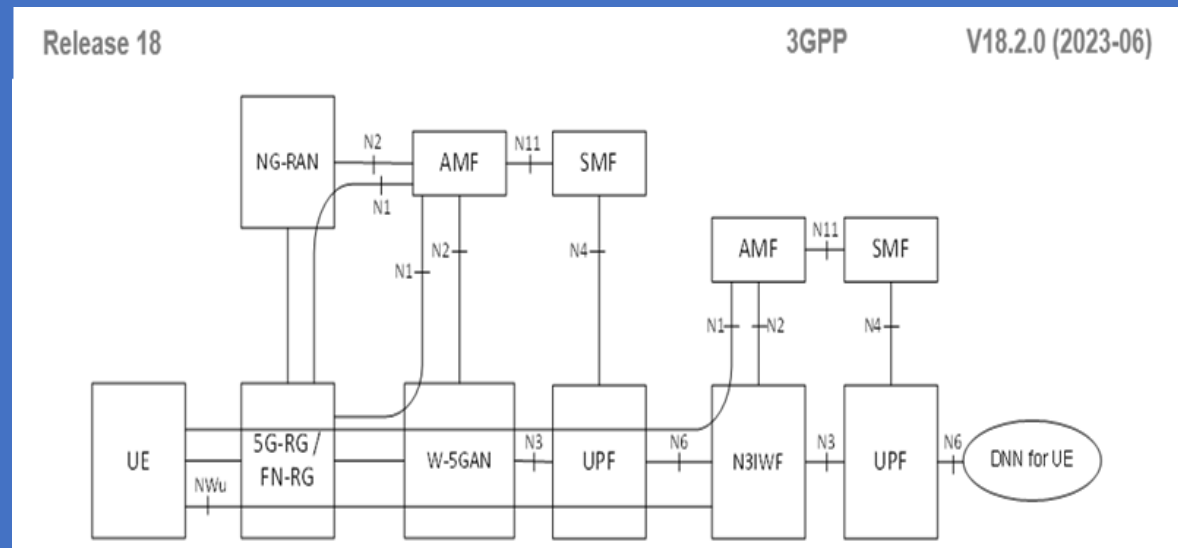 Release 18 3GPP V18.2.0 (2023-06)
NG-RAN
N2
AMF
N11
SMF
N1
N1
N2
N4
AMF
N11
SMF
N1
N2
N4
UE
NWu
5G-RG /
FN-RG
W-5GAN
N3
UPF
N6
N3IWF
N3
UPF
N6
DNN for UE